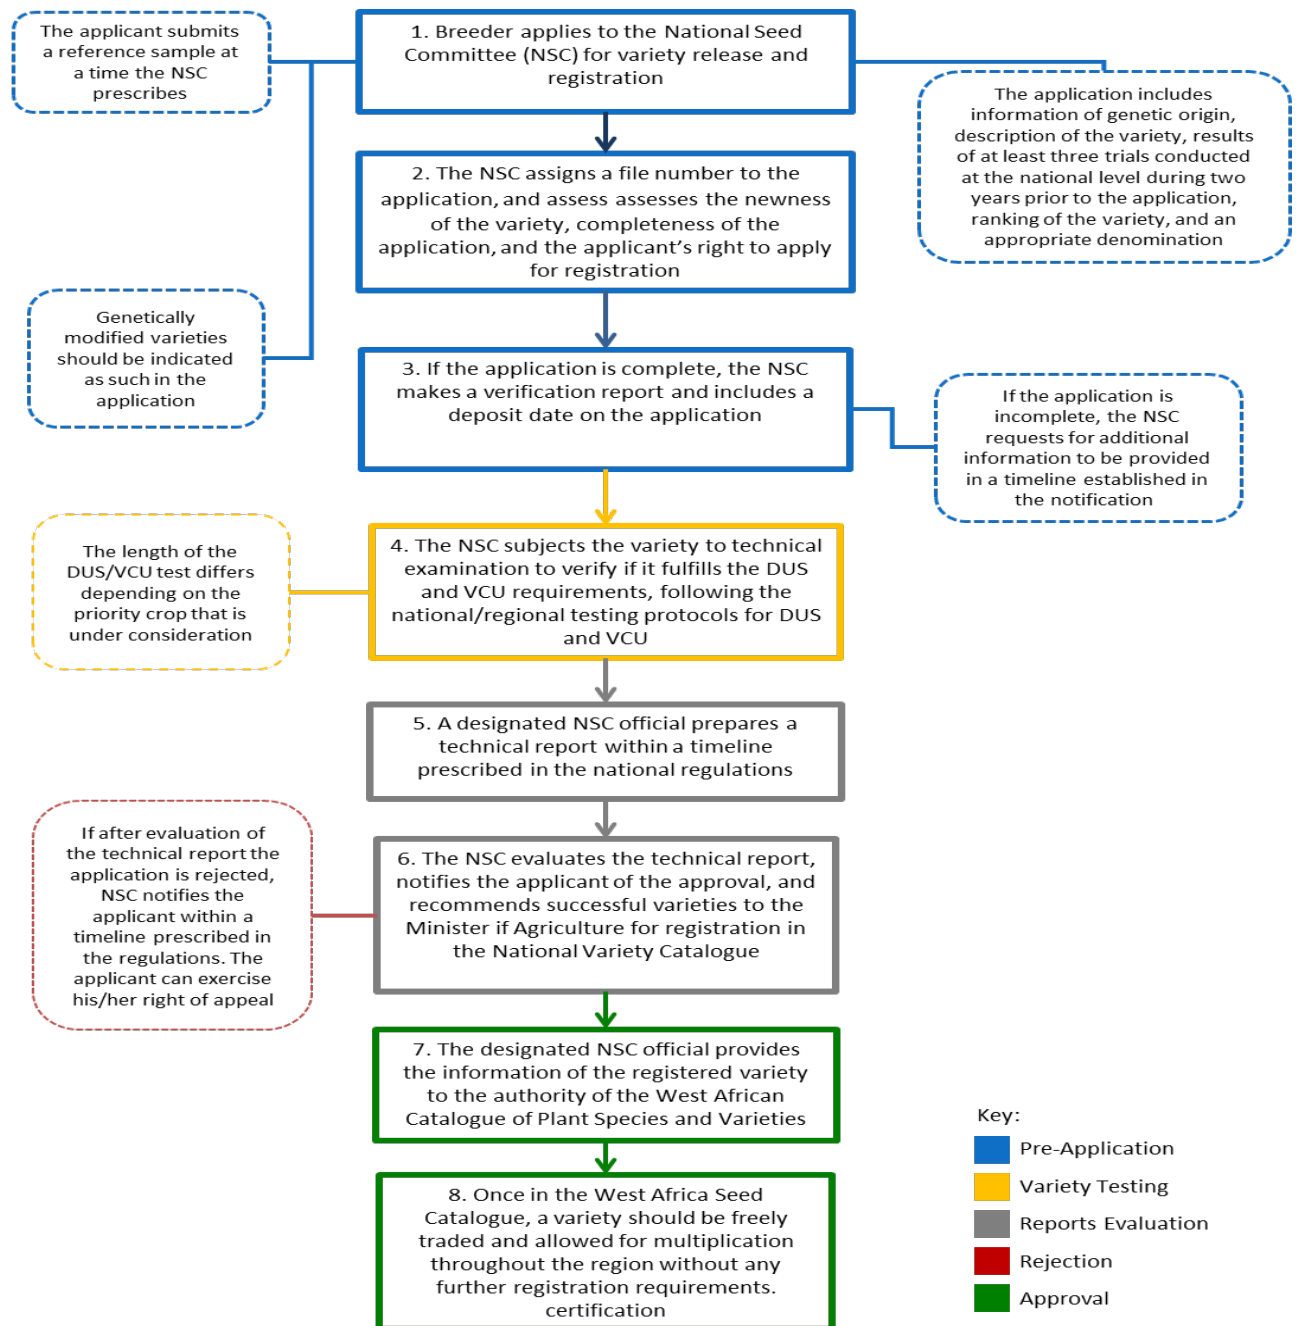 The applicant submits
a reference sample at
a time the NSC
prescribes
1. Breeder applies to the National Seed
Committee (NSC) for variety release and
registration
The application includes
information of genetic origin,
description of the variety, results
of at least three trials conducted
at the national level during two
years prior to the application,
ranking of the variety, and an
appropriate denomination
2. The NSC assigns a file number to the
application, and assess assesses the newness
of the variety, completeness of the
application, and the applicant’s right to apply
for registration
Genetically
modified varieties
should be indicated
as such in the
application
3. If the application is complete, the NSC
makes a verification report and includes a
deposit date on the application
If the application is
incomplete, the NSC
requests for additional
information to be provided
in a timeline established in
the notification
The length of the
DUS/VCU test differs
depending on the
priority crop that is
under consideration
4. The NSC subjects the variety to technical
examination to verify if it fulfills the DUS
and VCU requirements, following the
national/regional testing protocols for DUS
and VCU
5. A designated NSC official prepares a
technical report within a timeline
prescribed in the national regulations
If after evaluation of
the technical report the
application is rejected,
NSC notifies the
applicant within a
timeline prescribed in
the regulations. The
applicant can exercise
his/her right of appeal
6. The NSC evaluates the technical report,
notifies the applicant of the approval, and
recommends successful varieties to the
Minister if Agriculture for registration in
the National Variety Catalogue
7. The designated NSC official provides
the information of the registered variety
to the authority of the West African
Catalogue of Plant Species and Varieties
8. Once in the West Africa Seed
Catalogue, a variety should be freely
traded and allowed for multiplication
throughout the region without any
further registration requirements.
certification
Key:
Pre-Application
Variety Testing
Reports Evaluation
Rejection
Approval